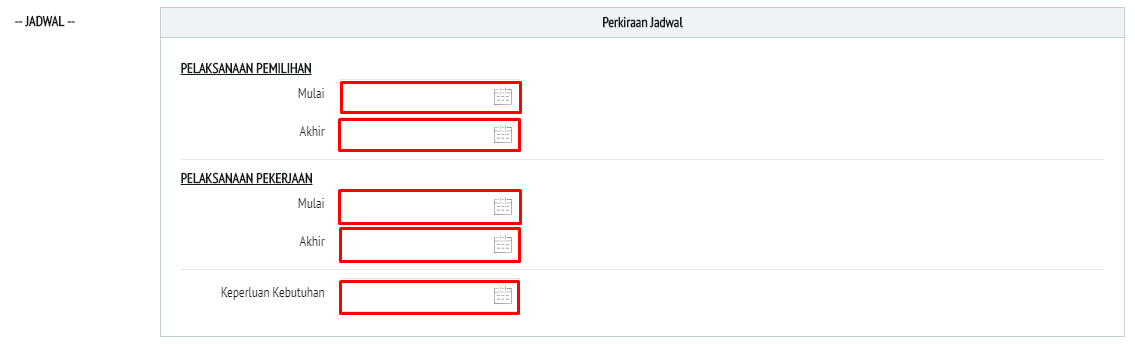 -- JADWAL --
Perkiraan Jadwal
PELAKSANAAN PEMILIHAN
Mulai
Akhir
PELAKSANAAN PEKERJAAN
Mulai
Akhir
Keperluan Kebutuhan